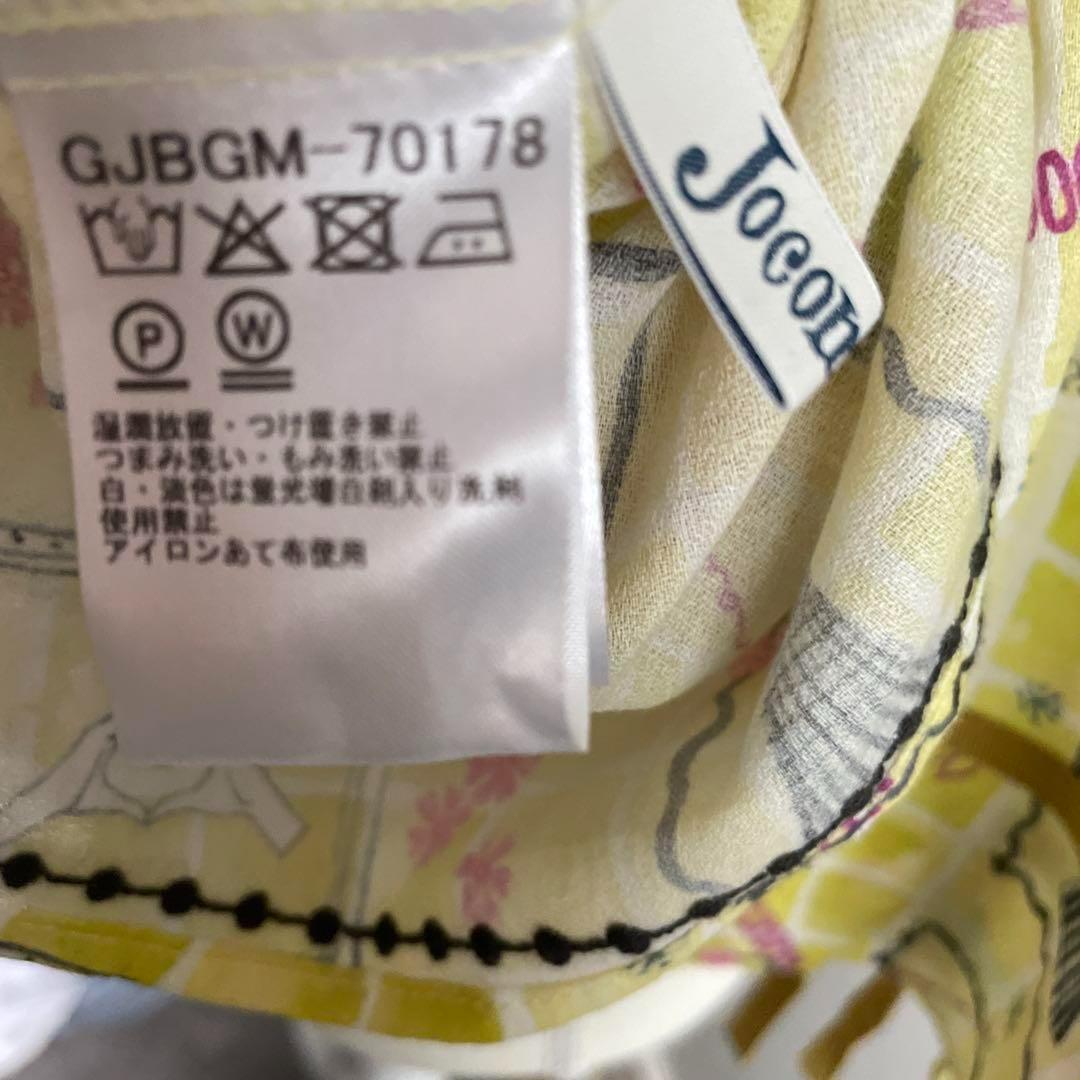 GJBGM-70178
P W
湿潤放置・つけ置き禁止
つまみ洗い・もみ洗い禁止
白・淡色は蛍光増白剤入り洗剤
使用禁止
アイロンあて布使用
Jocom